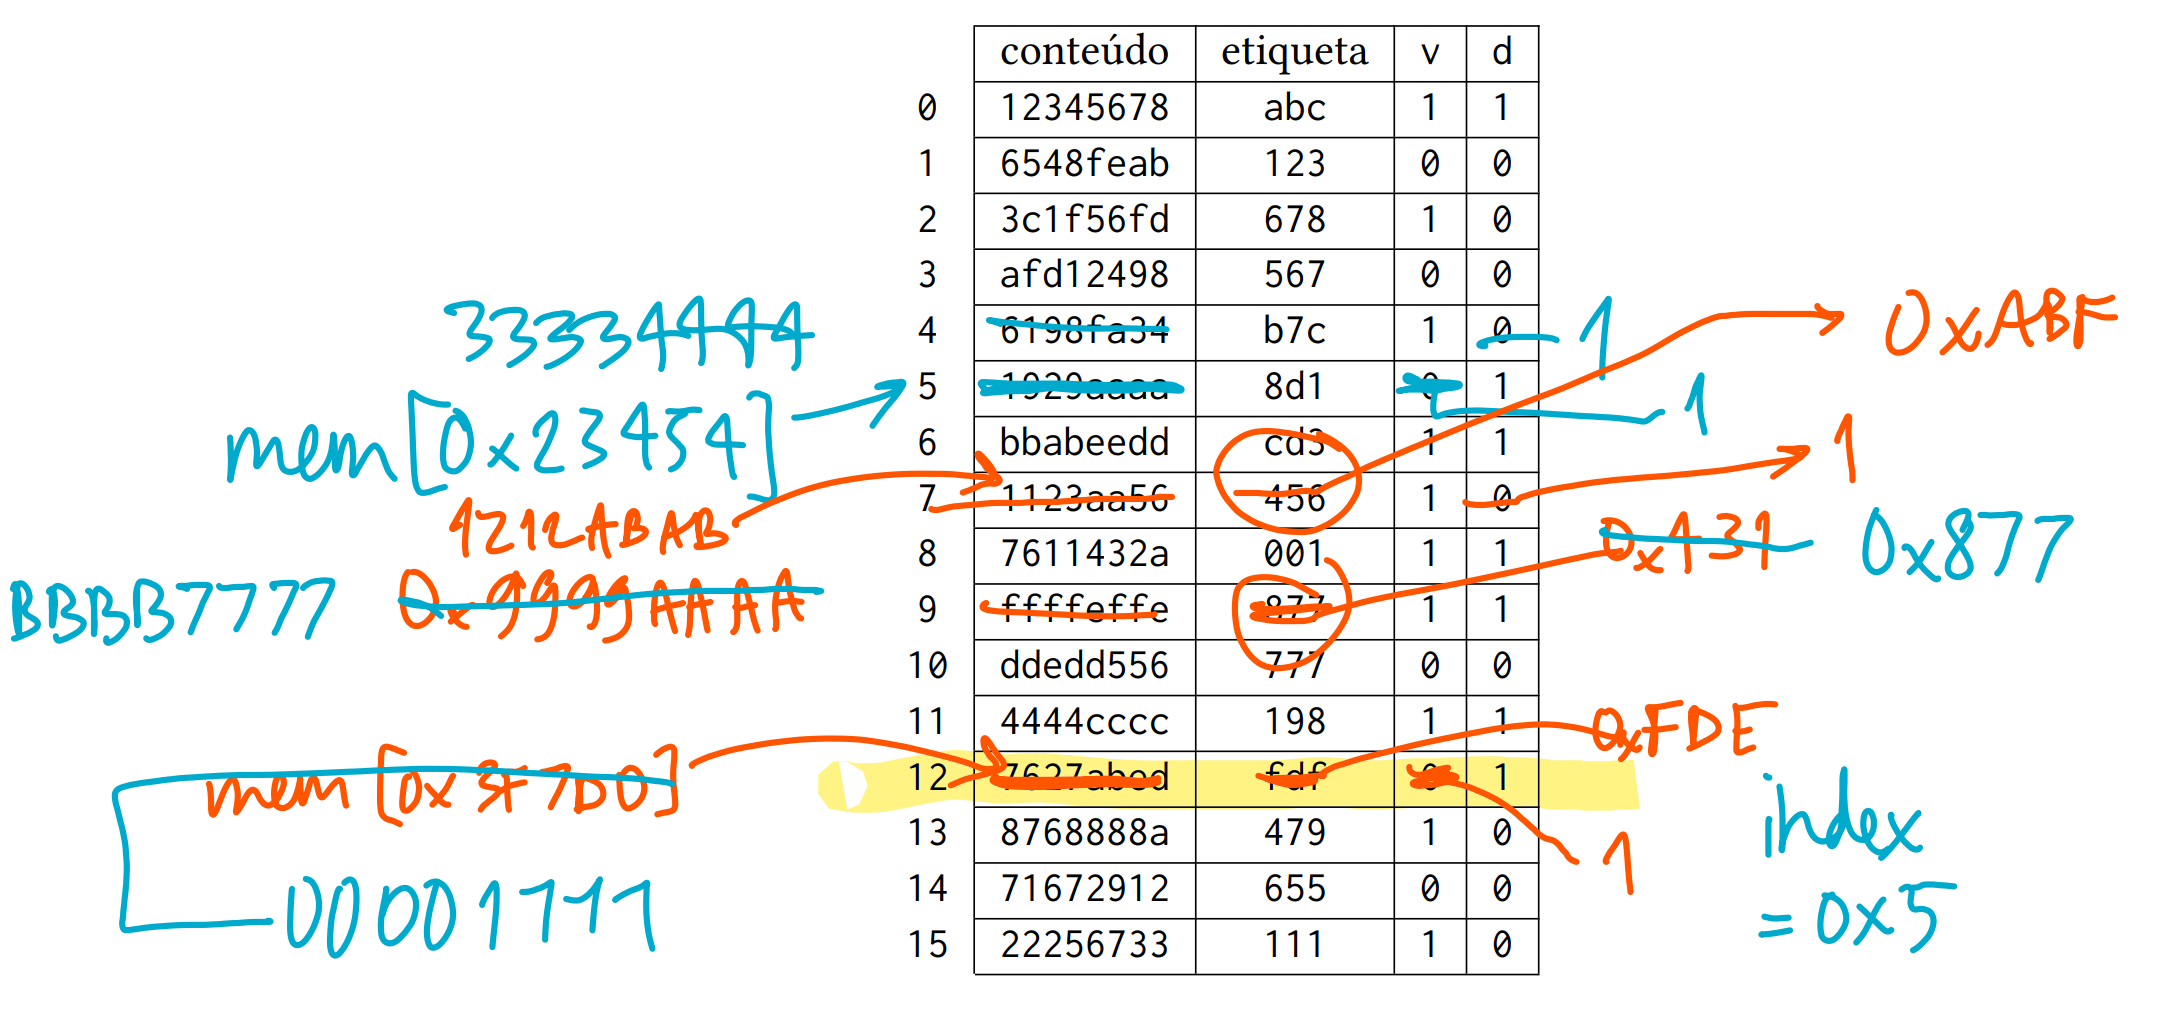 conteúdo etiqueta v d
0 12345678 abc 1 1
1 6548feab 123 0 0
2 3c1f56fd 678 1 0
3 afd12498 567 0 0
33334444
4 6198fa34 b7c 1 0 1
0xABF
5 1929aaaa 8d1 0 1 1
mem[0x23454]
6 bbabeedd cd3 1 1
1
7 1123aa56 456 1 0
1212ABAB
8 7611432a 001 1 1
0x431 0x877
BBBB7777 0x9999AAAA
9 ffffeffe 877 1 1
10 ddedd556 777 0 0
11 4444cccc 198 1 1
0xFDE
mem[0x3F7B0]
12 7627abed fdf 0 1
1
13 8768888a 479 1 0
index
= 0x5
14 71672912 655 0 0
00001111
15 22256733 111 1 0